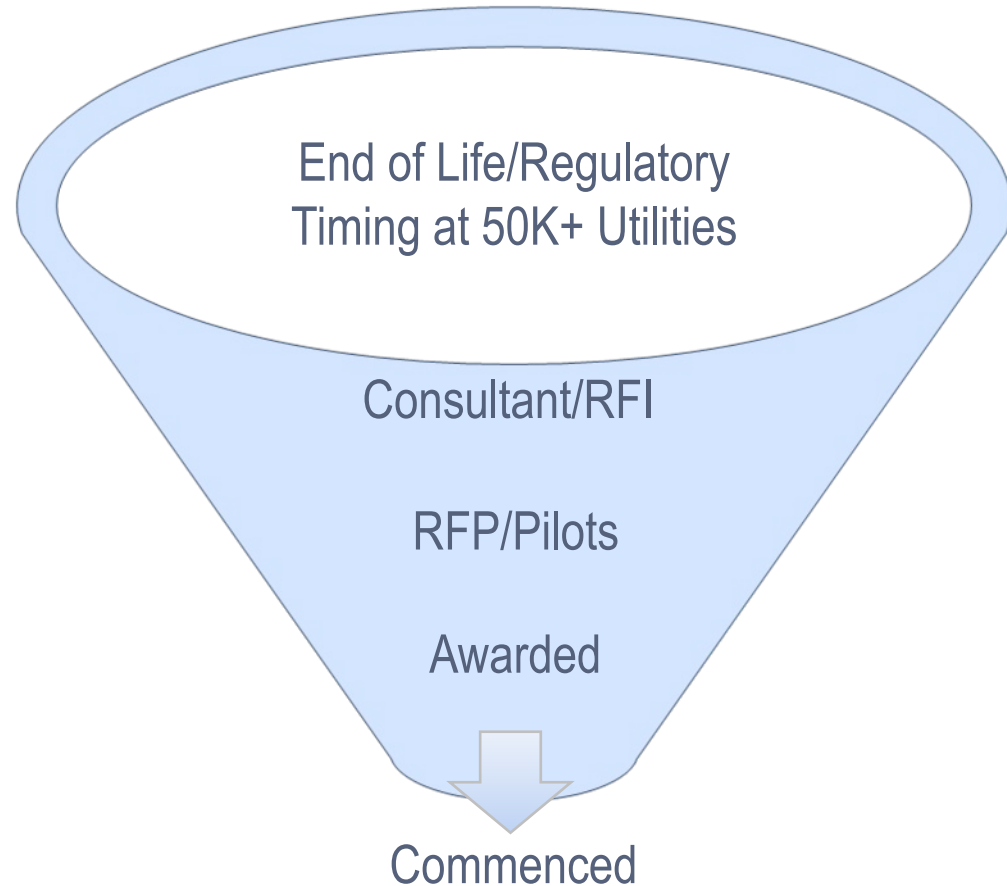 End of Life/Regulatory
Timing at 50K+ Utilities
Consultant/RFI
RFP/Pilots
Awarded
Commenced